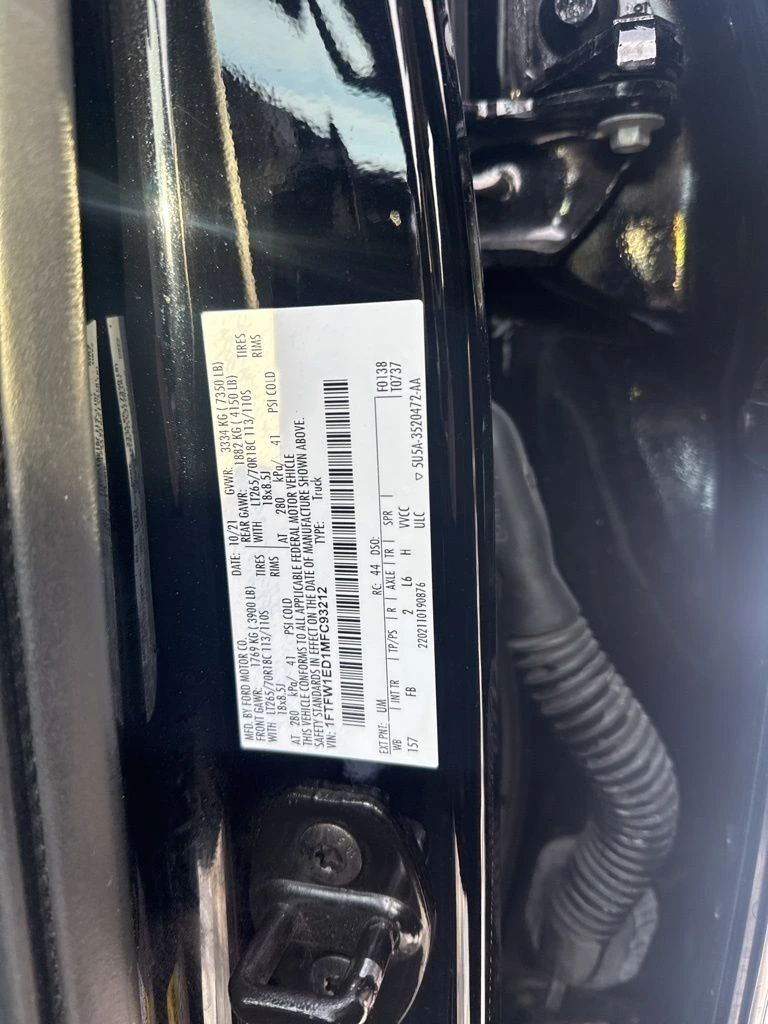 MFD. BY FORD MOTOR CO.
DATE: 10/21 GVWR: 3334 KG ( 7350 LB)
FRONT GAWR: 1769 KG ( 3900 LB) REAR GAWR: 1882 KG ( 4150 LB)
WITH LT265/70R18C 113/110S TIRES WITH LT265/70R18C 113/110S TIRES
18x8.5J RIMS 18x8.5J RIMS
AT 280 kPa/ 41 PSI COLD AT 280 kPa/ 41 PSI COLD
THIS VEHICLE CONFORMS TO ALL APPLICABLE FEDERAL MOTOR VEHICLE
SAFETY STANDARDS IN EFFECT ON THE DATE OF MANUFACTURE SHOWN ABOVE.
VIN: 1FTFW1ED1MFC93212 TYPE: Truck
F0138
EXT PNT: UM RC: 44 DSO: T0737
WB INT TR TP/PS R AXLE TR SPR
157 FB 2 L6 H VVCC
2202110190876 ULC 5U5A-3520472-AA